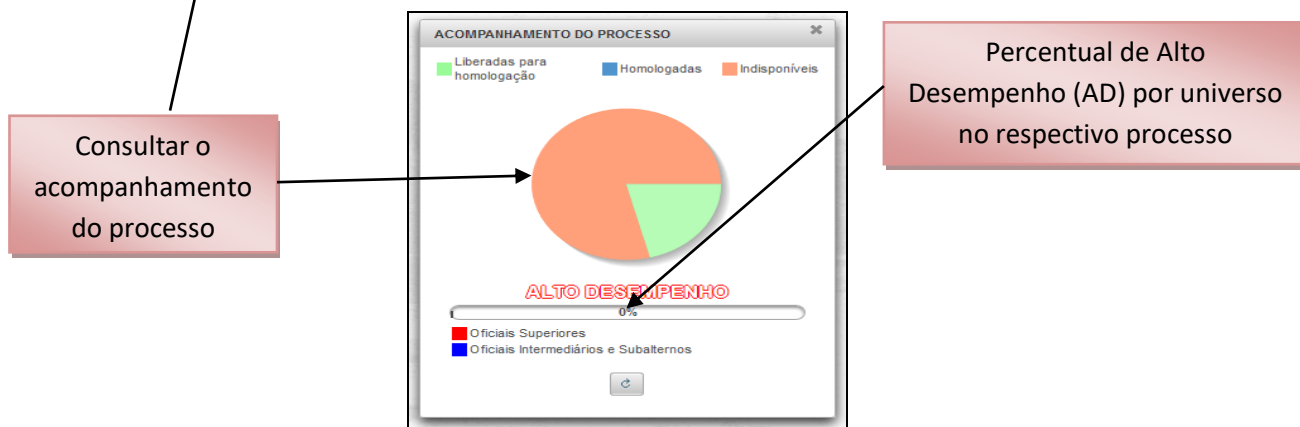 ACOMPANHAMENTO DO PROCESSO
Liberadas para
homologação
Homologadas
Indisponíveis
Percentual de Alto
Desempenho (AD) por universo
no respectivo processo
Consultar o
acompanhamento
do processo
ALTO DESEMPENHO
0%
Oficiais Superiores
Oficiais Intermediários e Subalternos